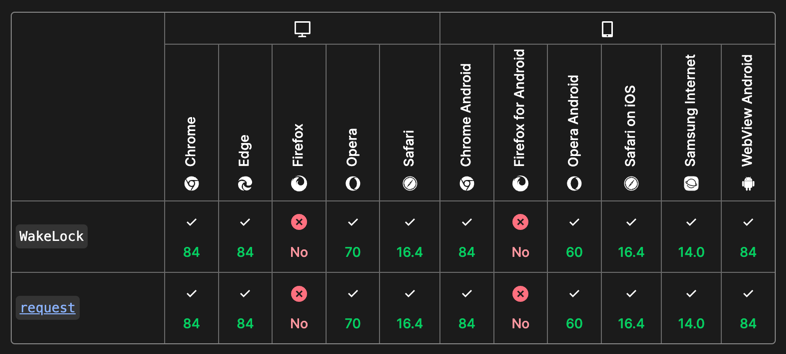 Chrome
Edge
Firefox
Opera
Safari
Chrome Android
Firefox for Android
Opera Android
Safari on iOS
Samsung Internet
WebView Android
WakeLock
84 84 No 70 16.4 84 No 60 16.4 14.0 84
request
84 84 No 70 16.4 84 No 60 16.4 14.0 84